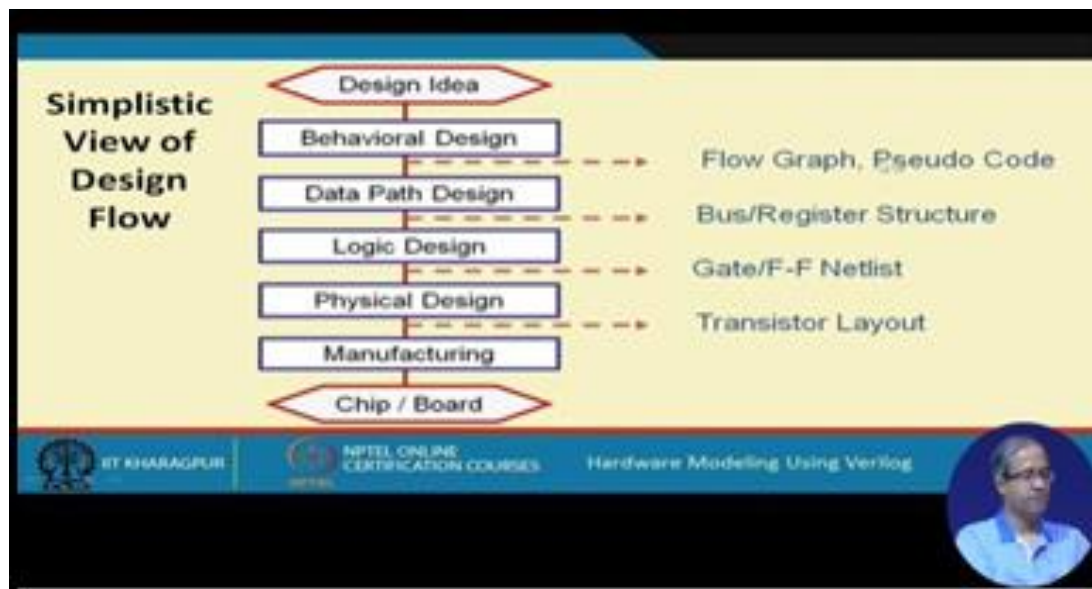 Simplistic
View of
Design
Flow
Design Idea
Behavioral Design
Flow Graph, Pseudo Code
Data Path Design
Bus/Register Structure
Logic Design
Gate/F-F Netlist
Physical Design
Transistor Layout
Manufacturing
Chip / Board
IIT KHARAGPUR
NPTEL
NPTEL ONLINE
CERTIFICATION COURSES
Hardware Modeling Using Verilog